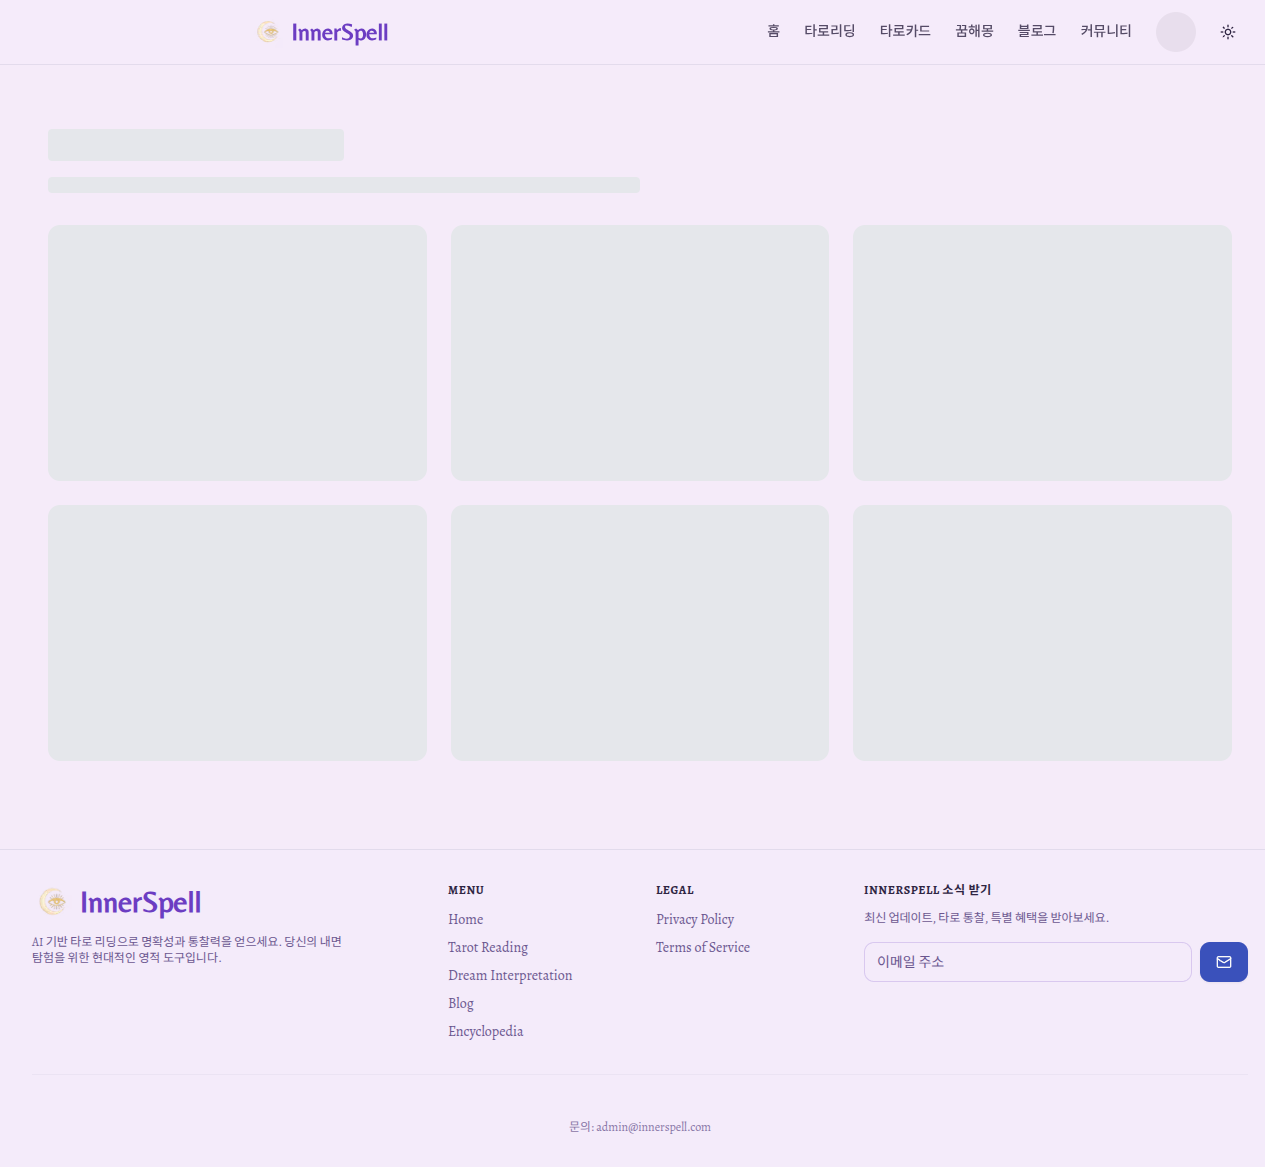 InnerSpell
홈 타로리딩 타로카드 꿈해몽 블로그 커뮤니티
InnerSpell
AI 기반 타로 리딩으로 명확성과 통찰력을 얻으세요. 당신의 내면
탐험을 위한 현대적인 영적 도구입니다.
MENU
Home
Tarot Reading
Dream Interpretation
Blog
Encyclopedia
LEGAL
Privacy Policy
Terms of Service
INNERSPELL 소식 받기
최신 업데이트, 타로 통찰, 특별 혜택을 받아보세요.
이메일 주소
문의: admin@innerspell.com